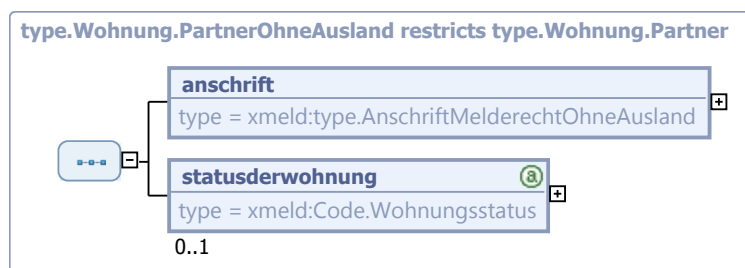 type.Wohnung.PartnerOhneAusland restricts type.Wohnung.Partner
anschrift
type = xmeld:type.AnschriftMelderechtOhneAusland
statusderwohnung a
type = xmeld:Code.Wohnungsstatus
0..1